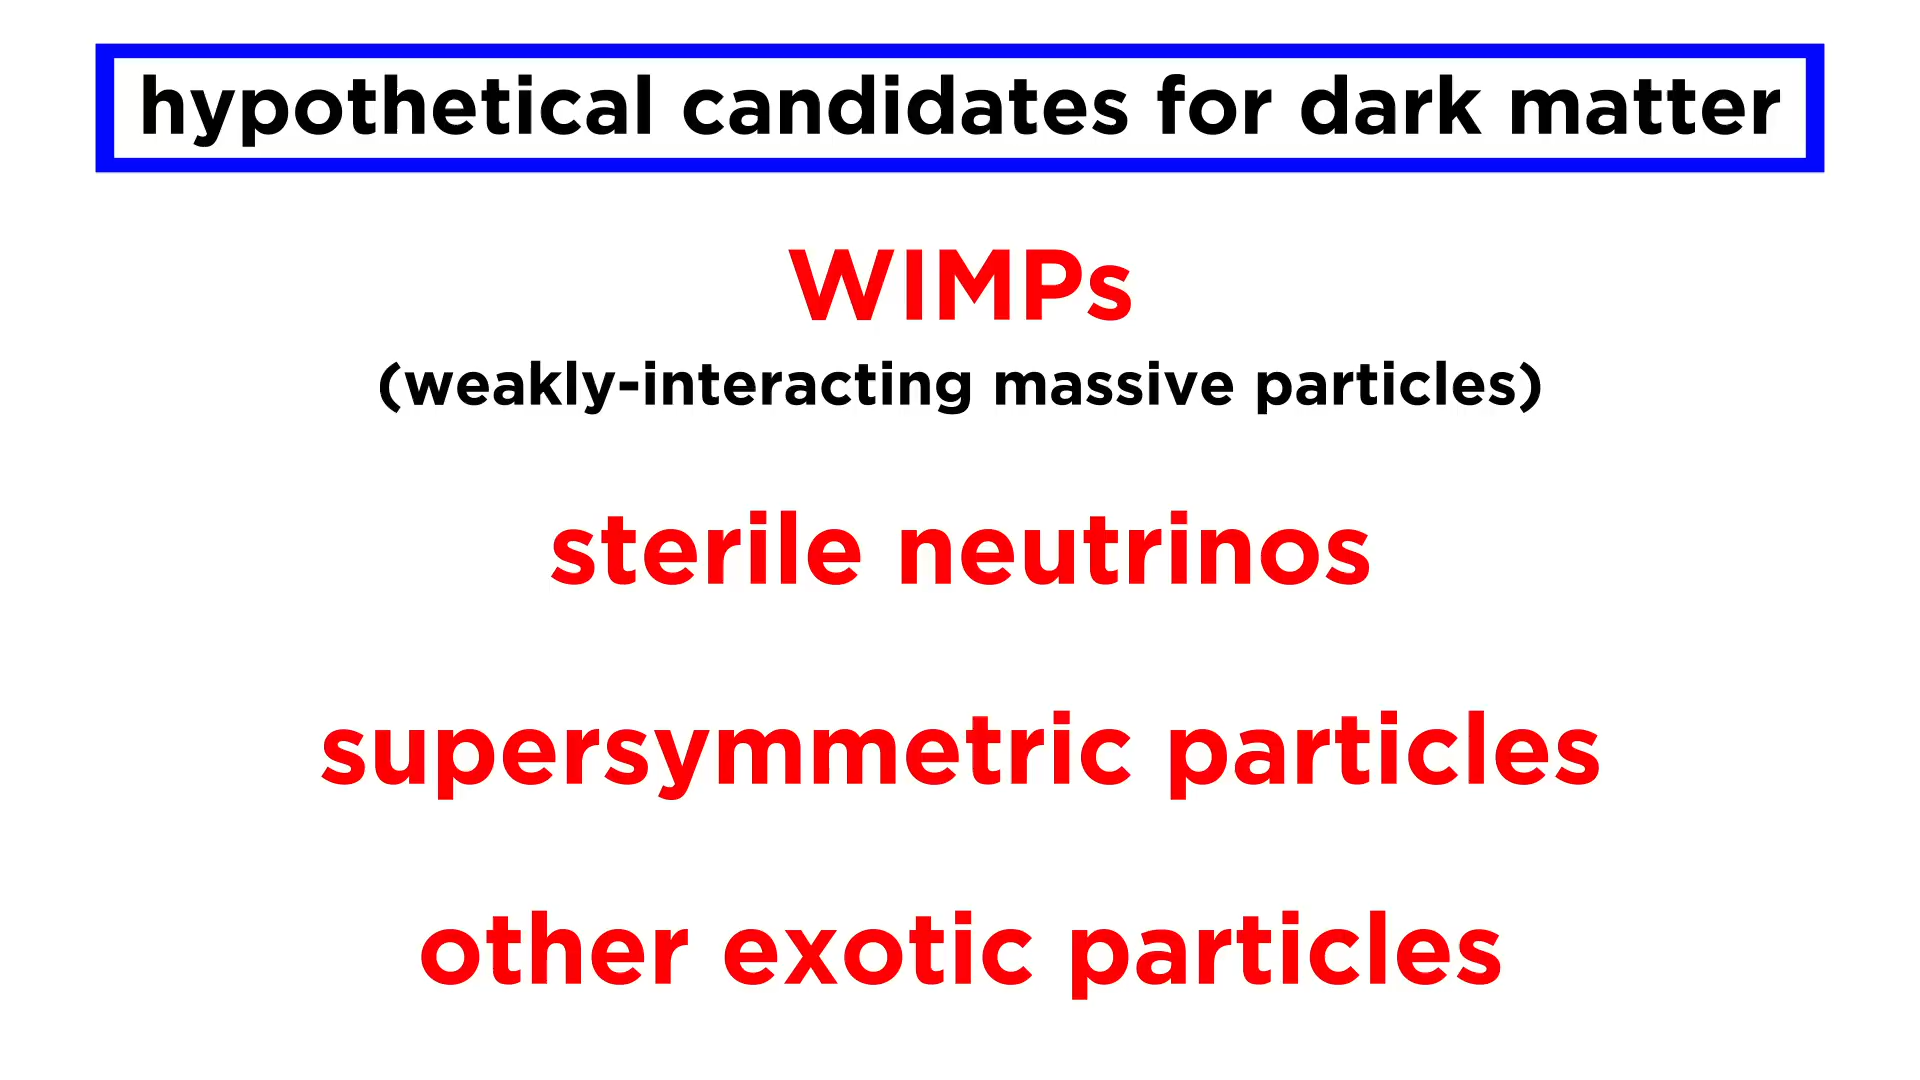 hypothetical candidates for dark matter
WIMPs
(weakly-interacting massive particles)
sterile neutrinos
supersymmetric particles
other exotic particles